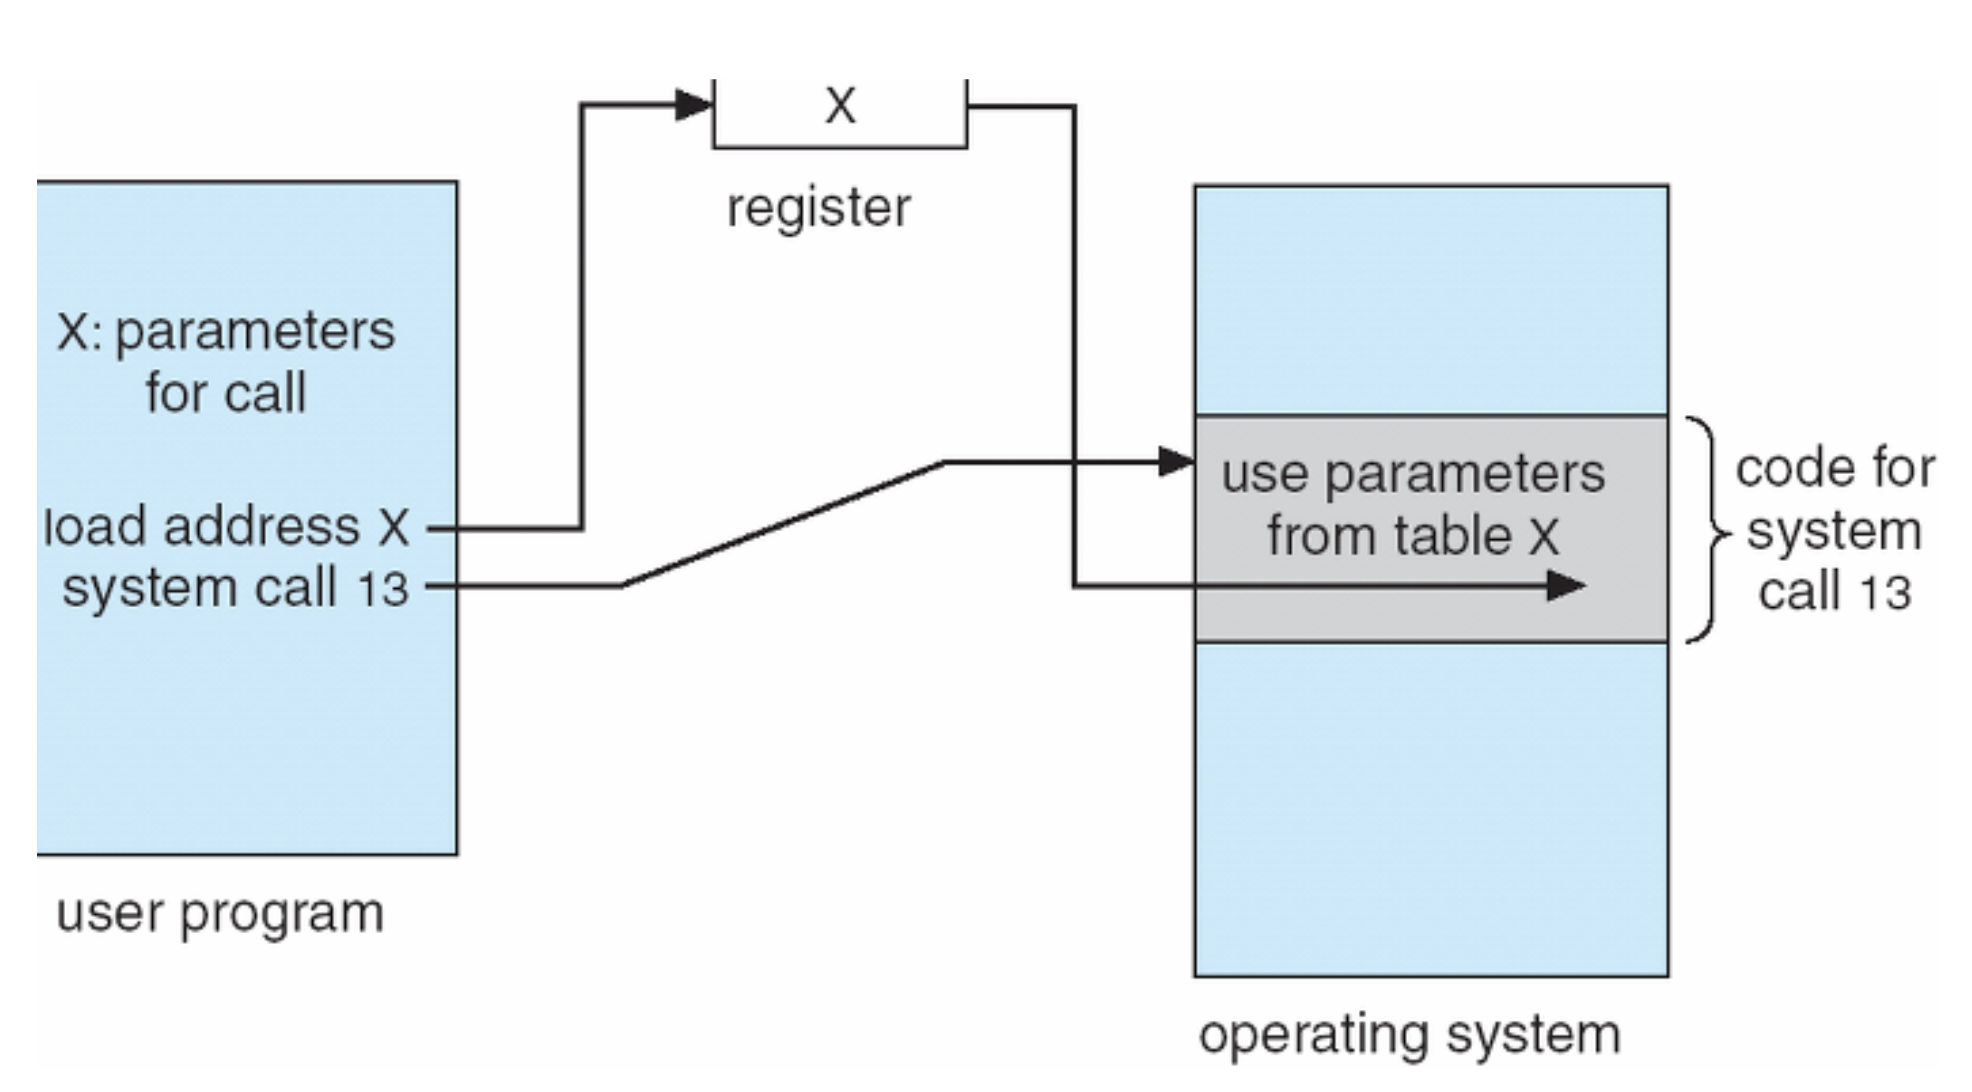 X
register
X: parameters
for call
load address X
system call 13
use parameters
from table X
code for
system
call 13
user program
operating system